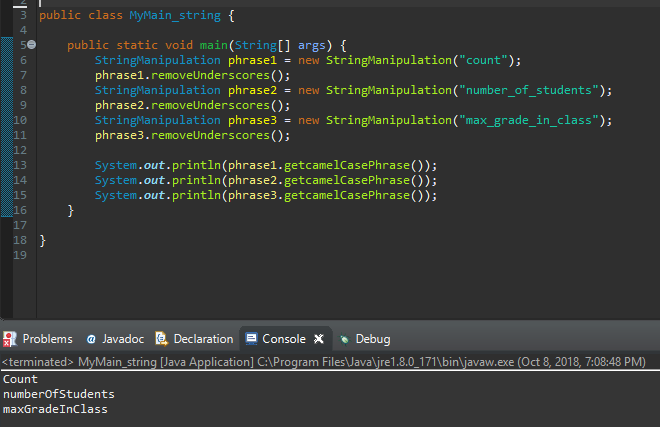 2
3 public class MyMain_string {
4
5 public static void main(String[] args) {
6 StringManipulation phrase1 = new StringManipulation("count");
7 phrase1.removeUnderscores();
8 StringManipulation phrase2 = new StringManipulation("number_of_students");
9 phrase2.removeUnderscores();
10 StringManipulation phrase3 = new StringManipulation("max_grade_in_class");
11 phrase3.removeUnderscores();
12
13 System.out.println(phrase1.getcamelCasePhrase());
14 System.out.println(phrase2.getcamelCasePhrase());
15 System.out.println(phrase3.getcamelCasePhrase());
16 }
17
18 }
19
Problems @ Javadoc Declaration Console Debug
<terminated> MyMain_string [Java Application] C:\Program Files\Java\jre1.8.0_171\bin\javaw.exe (Oct 8, 2018, 7:08:48 PM)
Count
numberOfStudents
maxGradeInClass